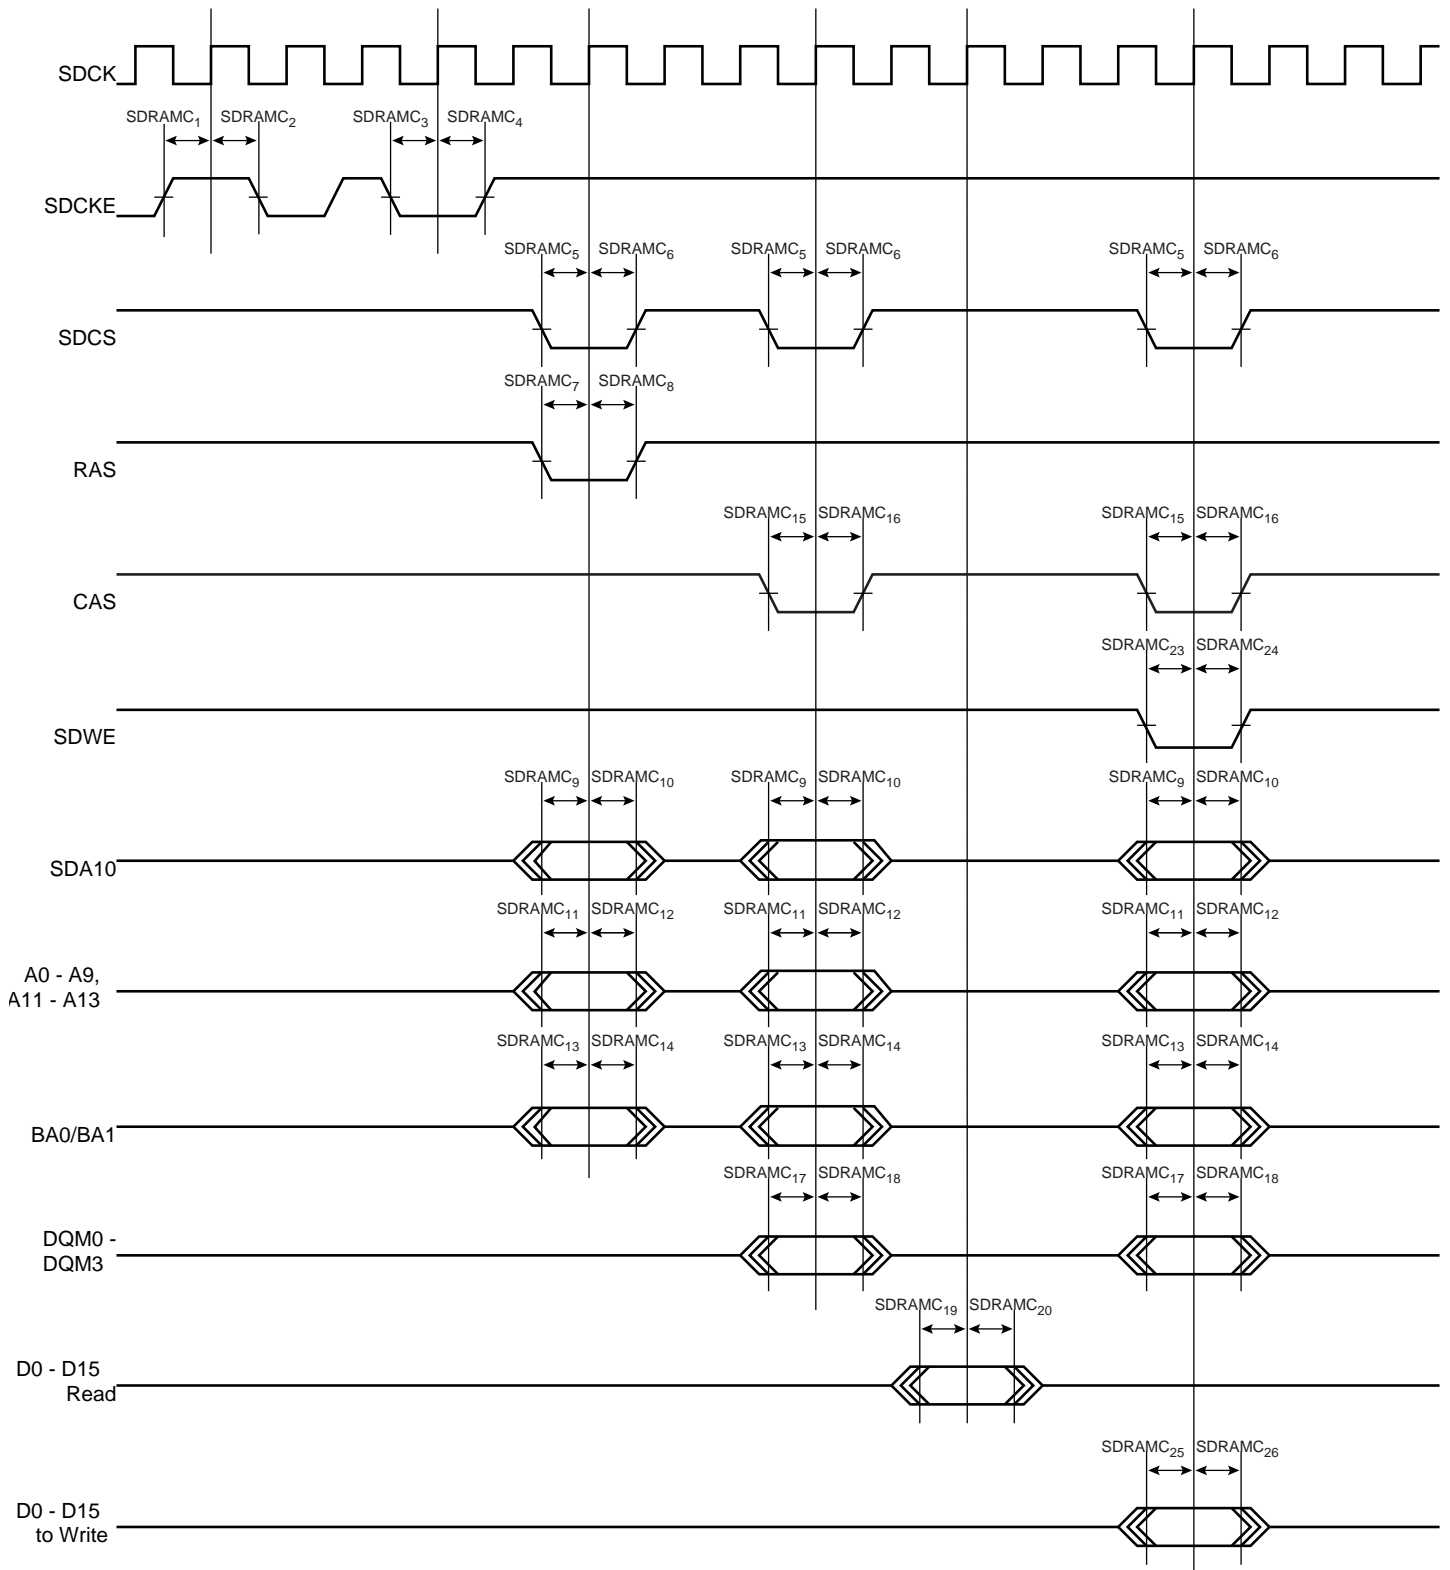 SDCK
SDRAMC1 SDRAMC2 SDRAMC3 SDRAMC4
SDCKE
SDRAMC5 SDRAMC6 SDRAMC5 SDRAMC6 SDRAMC5 SDRAMC6
SDCS
SDRAMC7 SDRAMC8
RAS
SDRAMC15 SDRAMC16 SDRAMC15 SDRAMC16
CAS
SDRAMC23 SDRAMC24
SDWE
SDRAMC9 SDRAMC10 SDRAMC9 SDRAMC10 SDRAMC9 SDRAMC10
SDA10
SDRAMC11 SDRAMC12 SDRAMC11 SDRAMC12 SDRAMC11 SDRAMC12
A0 - A9,
A11 - A13
SDRAMC13 SDRAMC14 SDRAMC13 SDRAMC14 SDRAMC13 SDRAMC14
BA0/BA1
SDRAMC17 SDRAMC18 SDRAMC17 SDRAMC18
DQM0 -
DQM3
SDRAMC19 SDRAMC20
D0 - D15
Read
SDRAMC25 SDRAMC26
D0 - D15
to Write